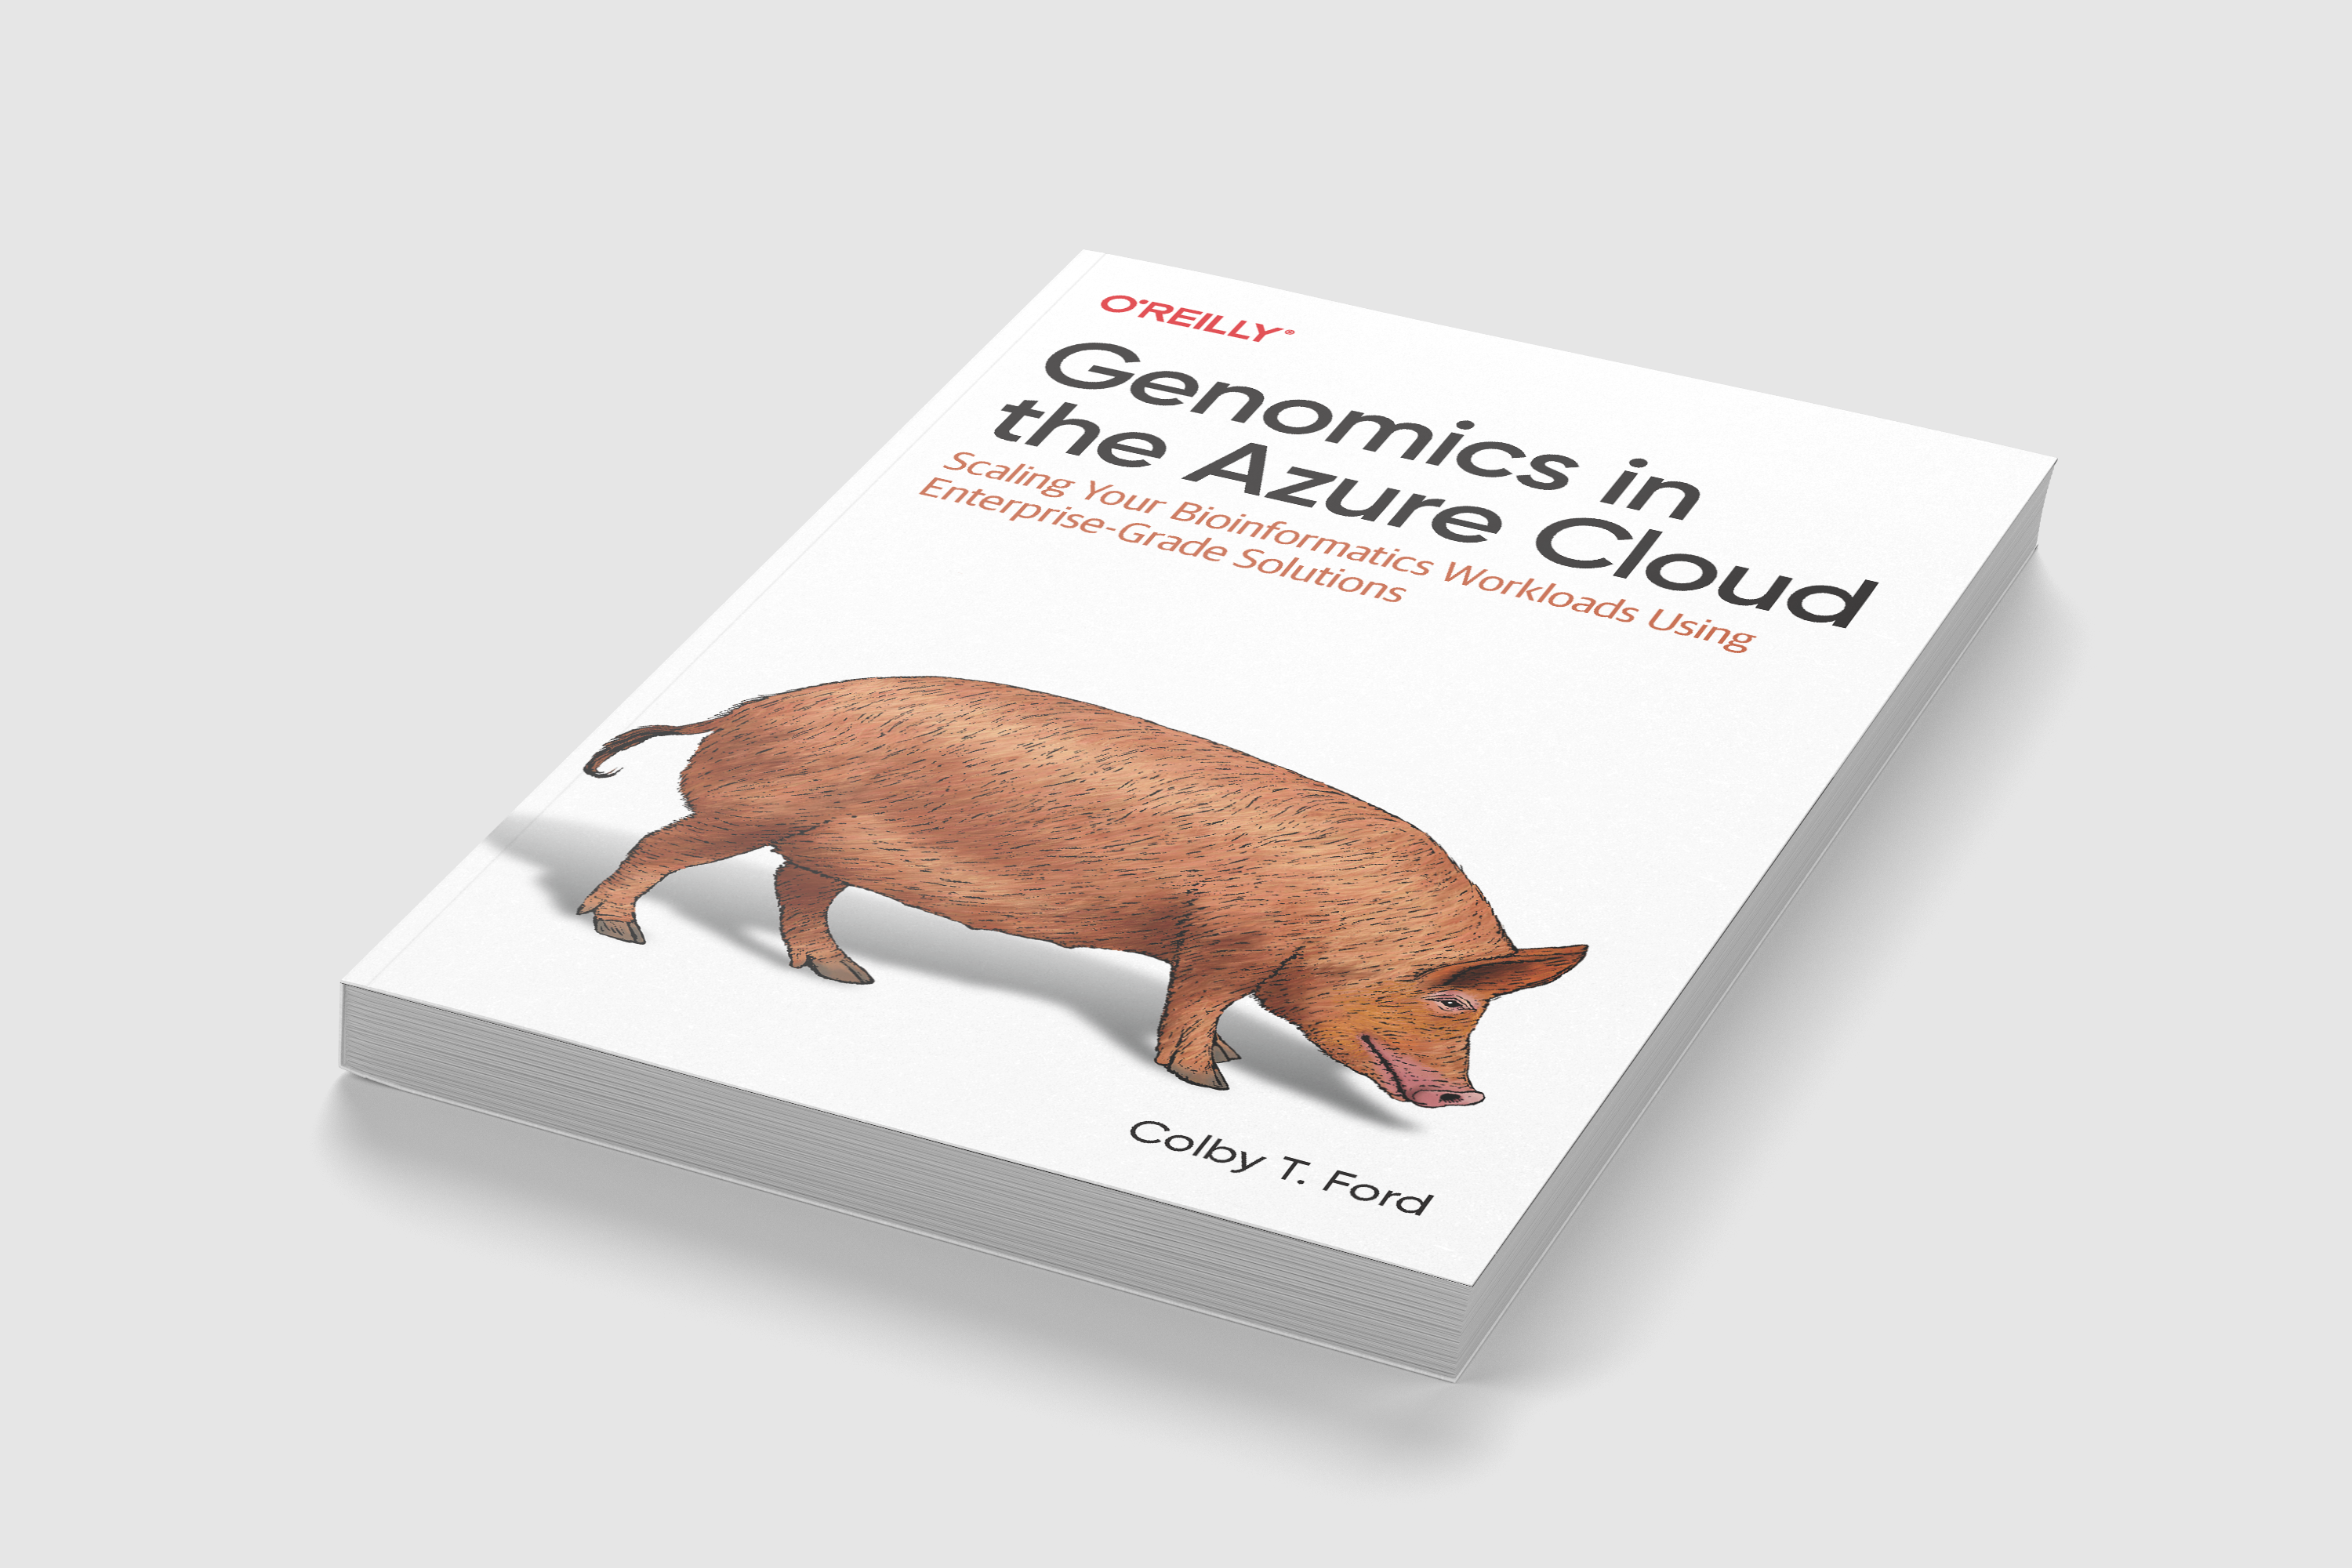 O'REILLY®
Genomics in
the Azure Cloud
Scaling Your Bioinformatics Workloads Using
Enterprise-Grade Solutions
Colby T. Ford